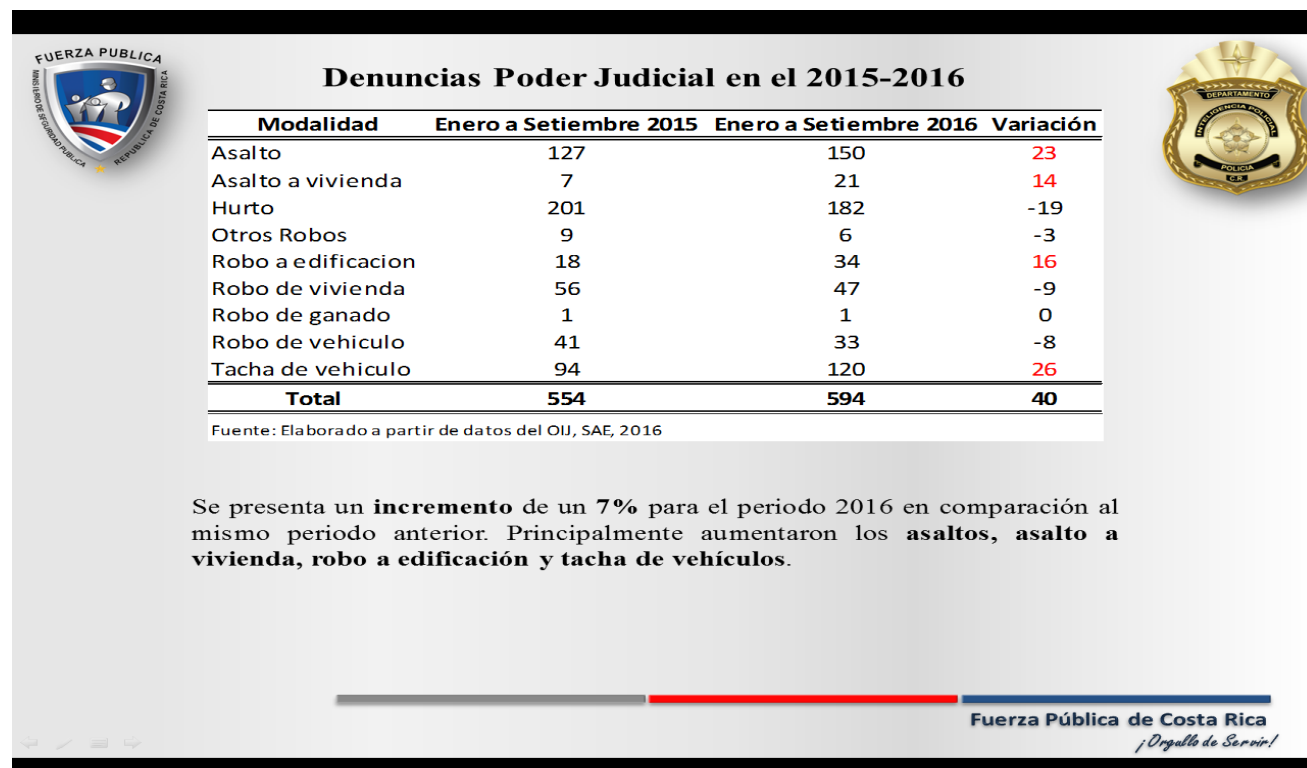 FUERZA PUBLICA
MINISTERIO DE SEGURIDAD PUBLICA
REPUBLICA DE COSTA RICA
Denuncias Poder Judicial en el 2015-2016
DEPARTAMENTO
INTELIGENCIA POLICIAL
POLICIA
C.R.
Modalidad Enero a Setiembre 2015 Enero a Setiembre 2016 Variación
Asalto 127 150 23
Asalto a vivienda 7 21 14
Hurto 201 182 -19
Otros Robos 9 6 -3
Robo a edificacion 18 34 16
Robo de vivienda 56 47 -9
Robo de ganado 1 1 0
Robo de vehiculo 41 33 -8
Tacha de vehiculo 94 120 26
Total 554 594 40
Fuente: Elaborado a partir de datos del OIJ, SAE, 2016
Se presenta un incremento de un 7% para el periodo 2016 en comparación al
mismo periodo anterior. Principalmente aumentaron los asaltos, asalto a
vivienda, robo a edificación y tacha de vehículos.
Fuerza Pública de Costa Rica
¡Orgullo de Servir!